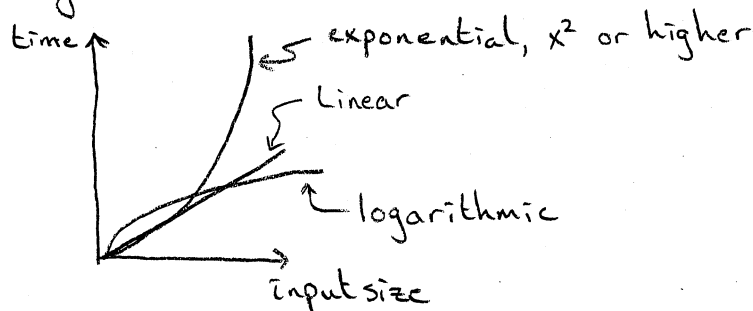 time
exponential, x² or higher
Linear
logarithmic
input size